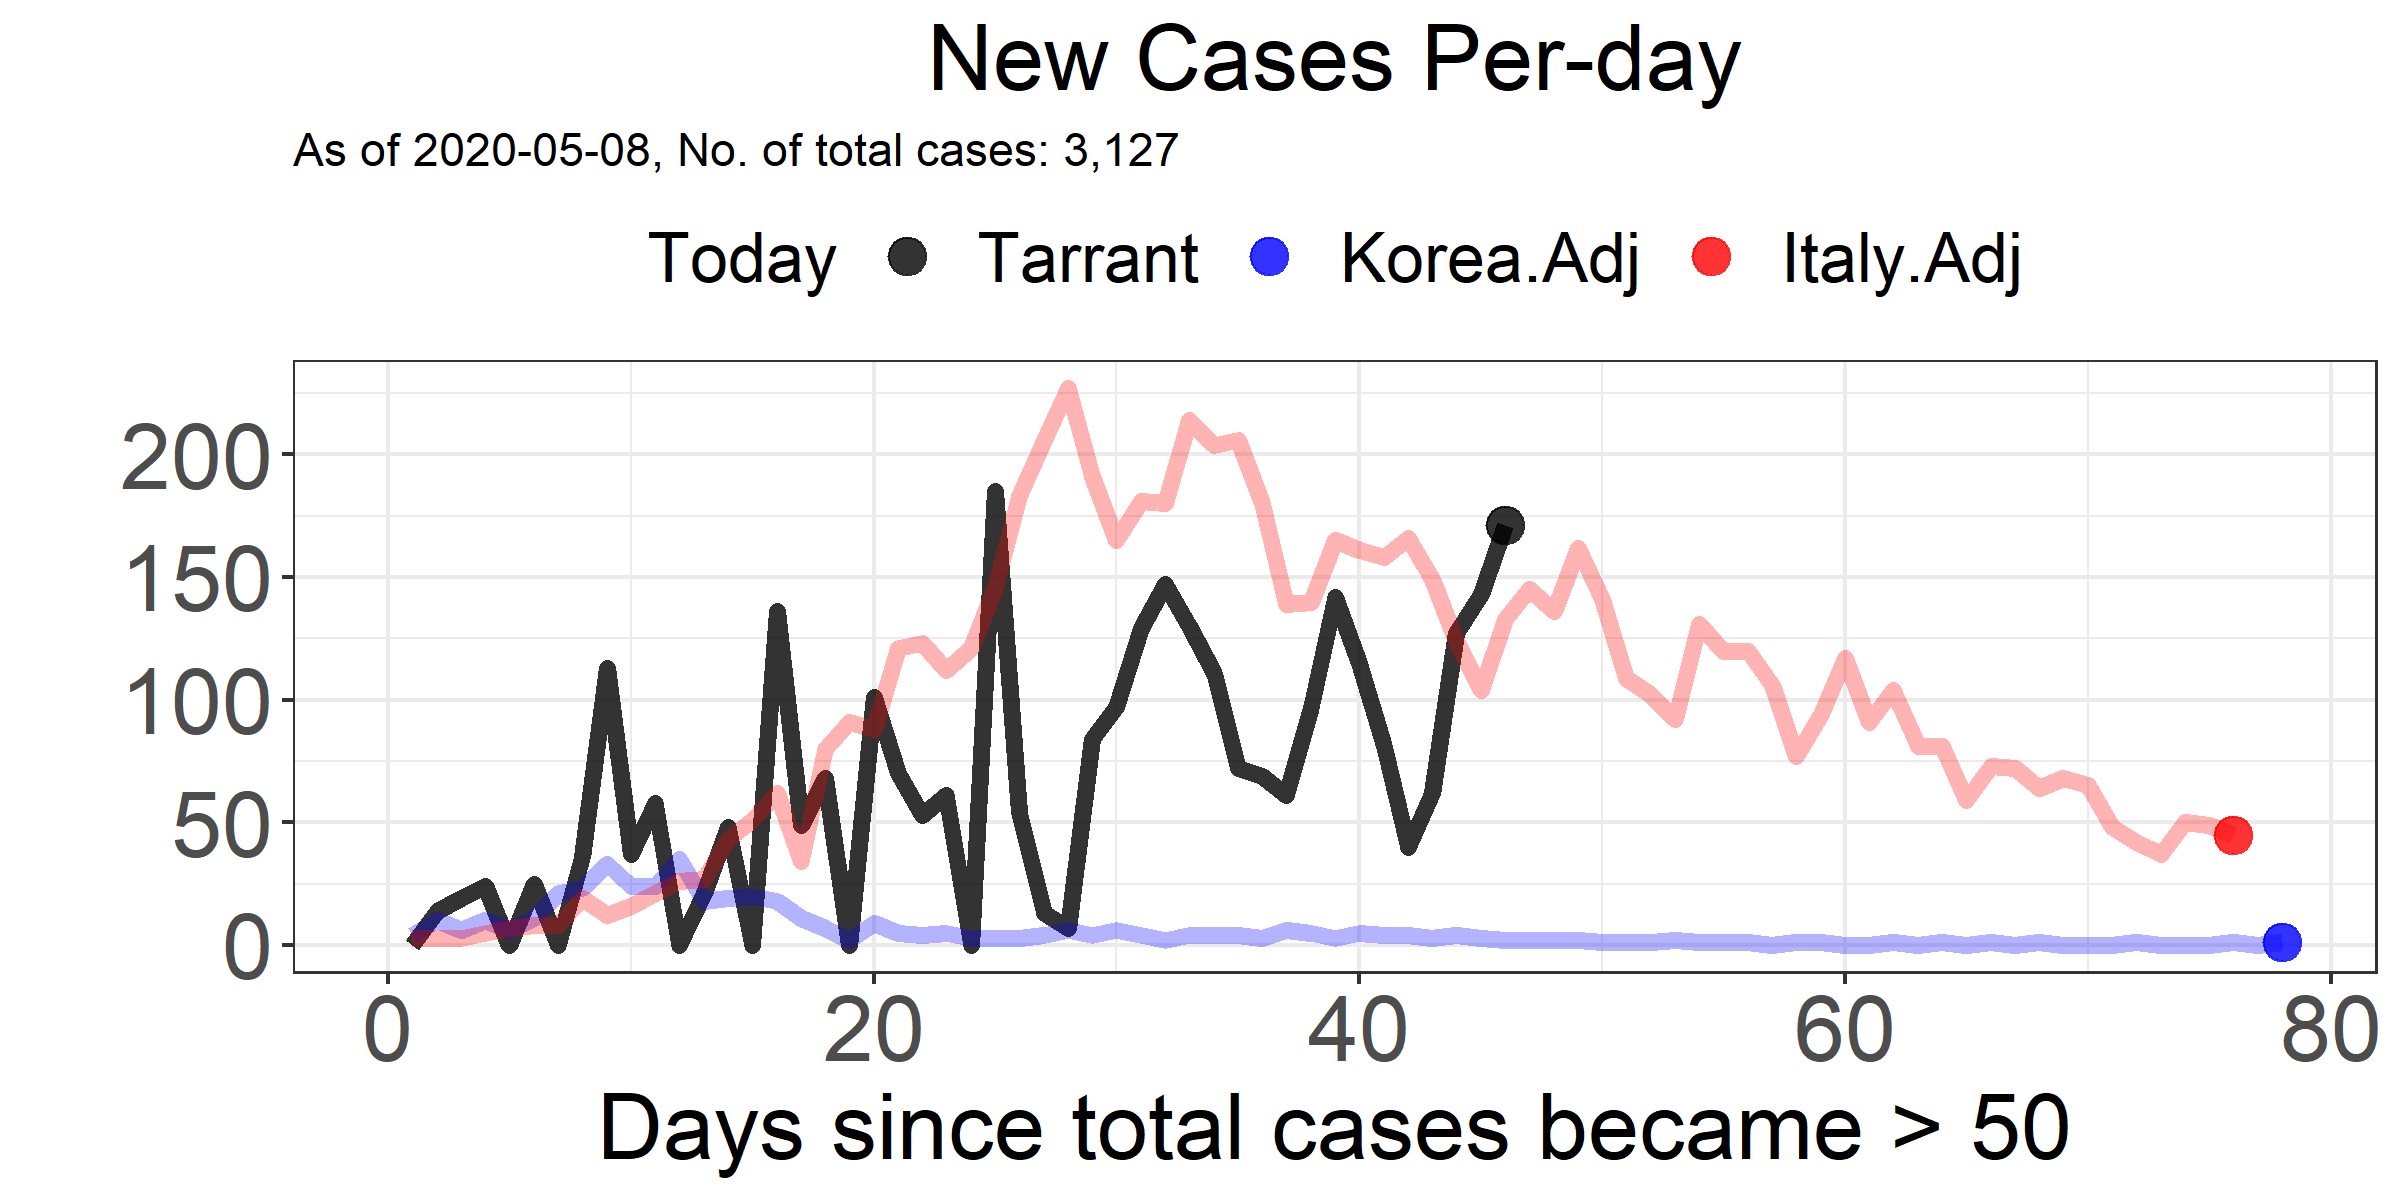 New Cases Per-day
As of 2020-05-08, No. of total cases: 3,127
Today Tarrant Korea.Adj Italy.Adj
200
150
100
50
0
0 20 40 60 80
Days since total cases became > 50